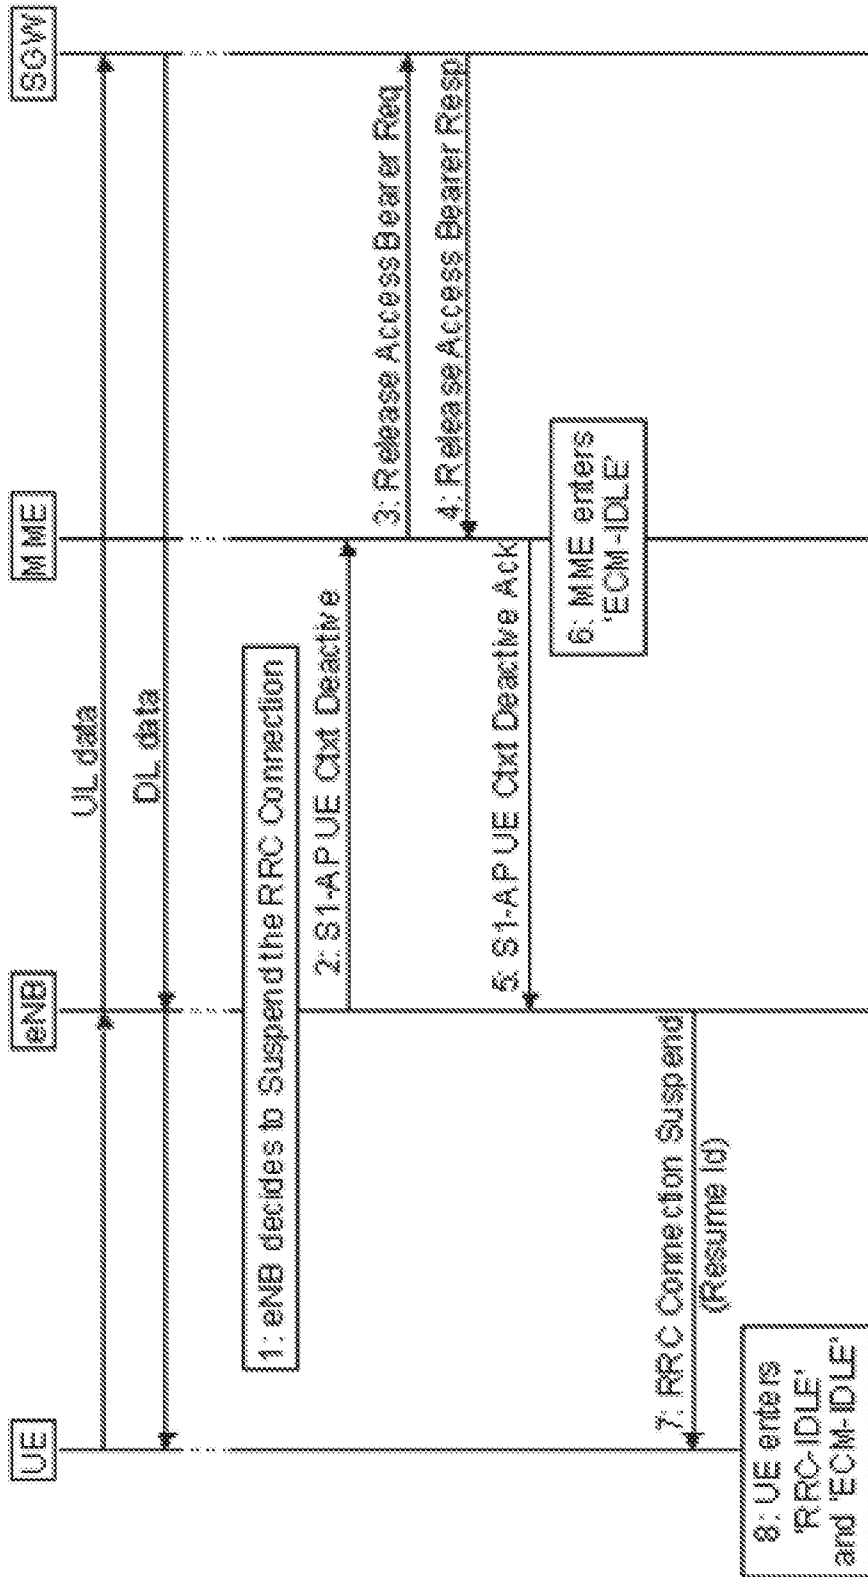 UE
eNB
MME
SGW
UL data
DL data
1: eNB decides to Suspend the RRC Connection
2: S1-AP UE Ctxt Deactive
3: Release Access Bearer Req
4: Release Access Bearer Resp
5: S1-AP UE Ctxt Deactive Ack
6: MME enters
'ECM-IDLE'
7: RRC Connection Suspend
(Resume Id)
8: UE enters
'RRC-IDLE'
and 'ECM-IDLE'